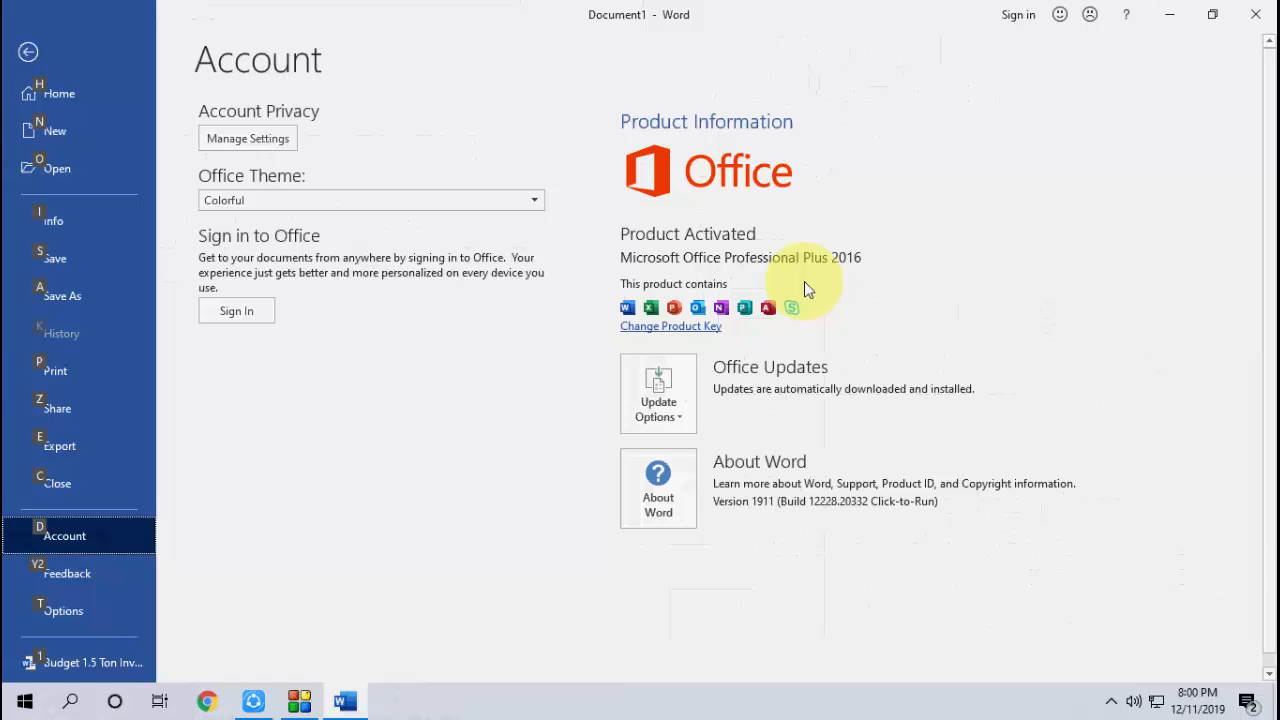 Document1 - Word
Sign in
?
Account
H
Home
N
New
O
Open
I
Info
S
Save
A
Save As
K
History
P
Print
Z
Share
E
Export
C
Close
D
Account
Y2
Feedback
T
Options
1
Budget 1.5 Ton Inv...
Account Privacy
Manage Settings
Office Theme:
Colorful
Sign in to Office
Get to your documents from anywhere by signing in to Office. Your
experience just gets better and more personalized on every device you
use.
Sign In
Product Information
Office
Product Activated
Microsoft Office Professional Plus 2016
This product contains
Change Product Key
Update
Options
Office Updates
Updates are automatically downloaded and installed.
?
About
Word
About Word
Learn more about Word, Support, Product ID, and Copyright information.
Version 1911 (Build 12228.20332 Click-to-Run)
W
8:00 PM
12/11/2019
2